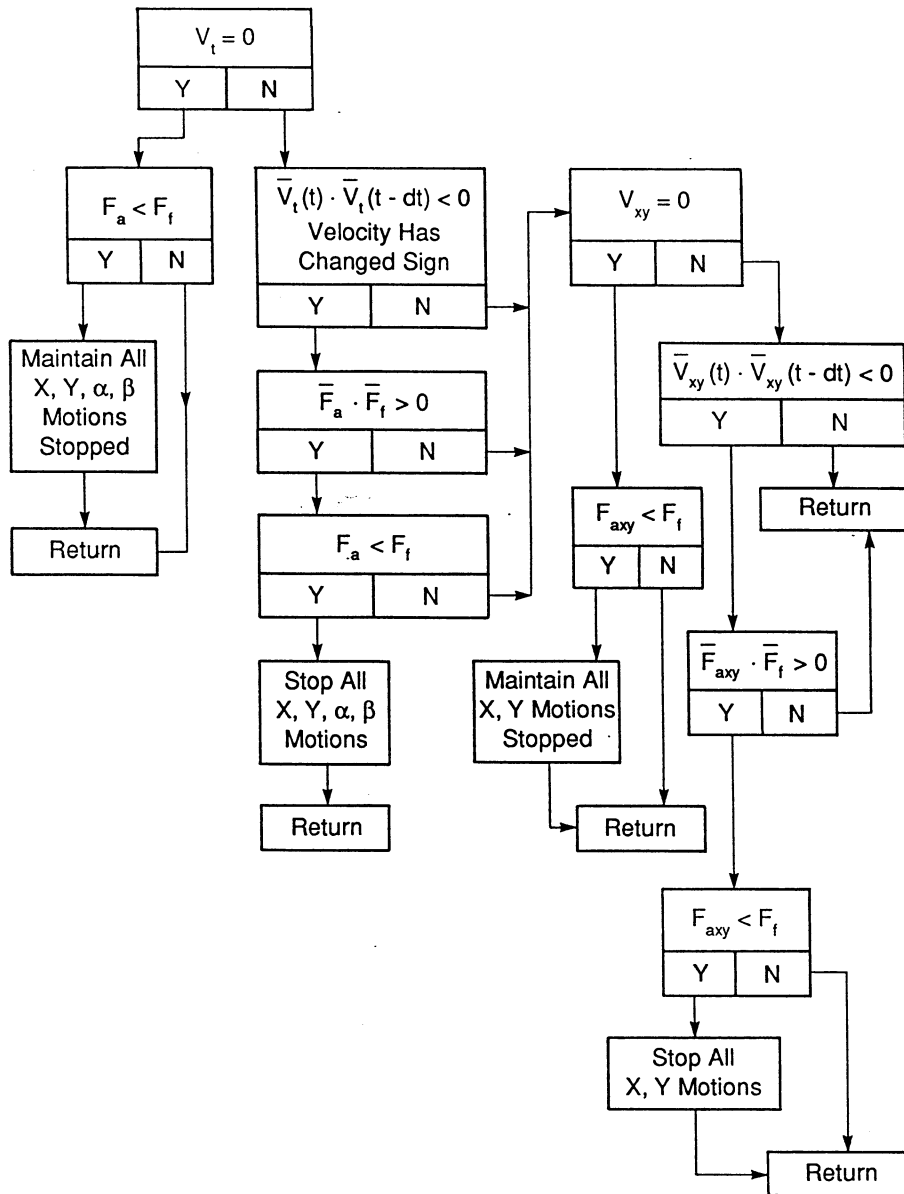 V_t = 0
Y N
F_a < F_f
Y N
Maintain All
X, Y, α, β
Motions
Stopped
Return
V̅_t (t) · V̅_t (t - dt) < 0
Velocity Has
Changed Sign
Y N
F̅_a · F̅_f > 0
Y N
F_a < F_f
Y N
Stop All
X, Y, α, β
Motions
Return
V_xy = 0
Y N
F_axy < F_f
Y N
Maintain All
X, Y Motions
Stopped
Return
V̅_xy (t) · V̅_xy (t - dt) < 0
Y N
Return
F̅_axy · F̅_f > 0
Y N
F_axy < F_f
Y N
Stop All
X, Y Motions
Return